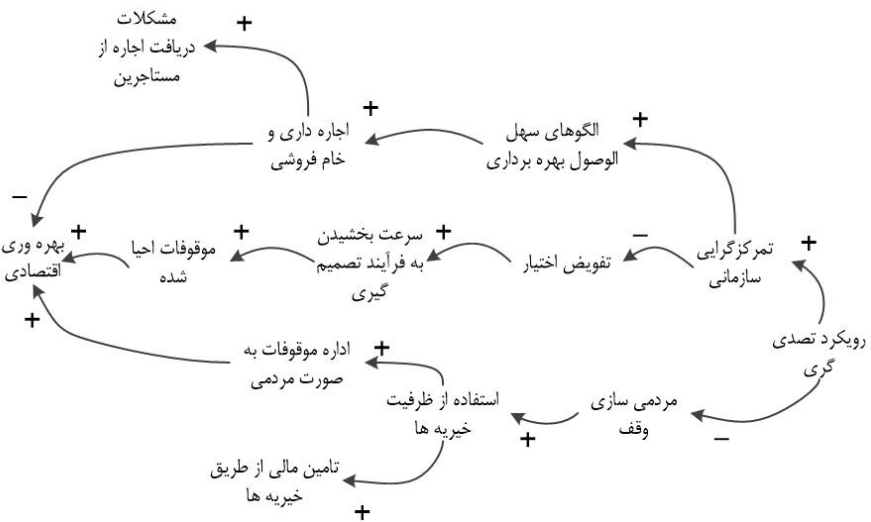 مشکلات
دریافت اجاره از
مستاجرین
+
اجاره داری و
خام فروشی
+
الگوهای سهل
الوصول بهره برداری
+
–
بهره وری
اقتصادی
+
موقوفات احیا
شده
+
سرعت بخشیدن
به فرآیند تصمیم
گیری
+
تفویض اختیار
–
تمرکزگرایی
سازمانی
+
رویکرد تصدی
گری
+
اداره موقوفات به
صورت مردمی
+
استفاده از ظرفیت
خیریه ها
+
مردمی سازی
وقف
–
تامین مالی از طریق
خیریه ها
+